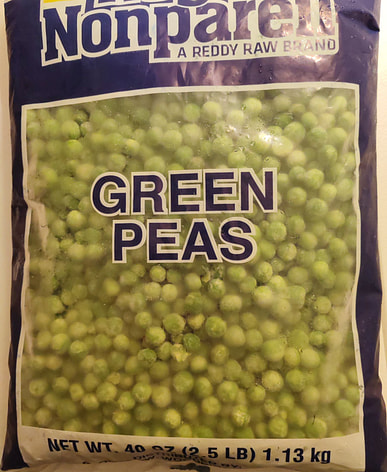 Nonpareil
A REDDY RAW BRAND
GREEN
PEAS
NET WT. 40 OZ (2.5 LB) 1.13 kg